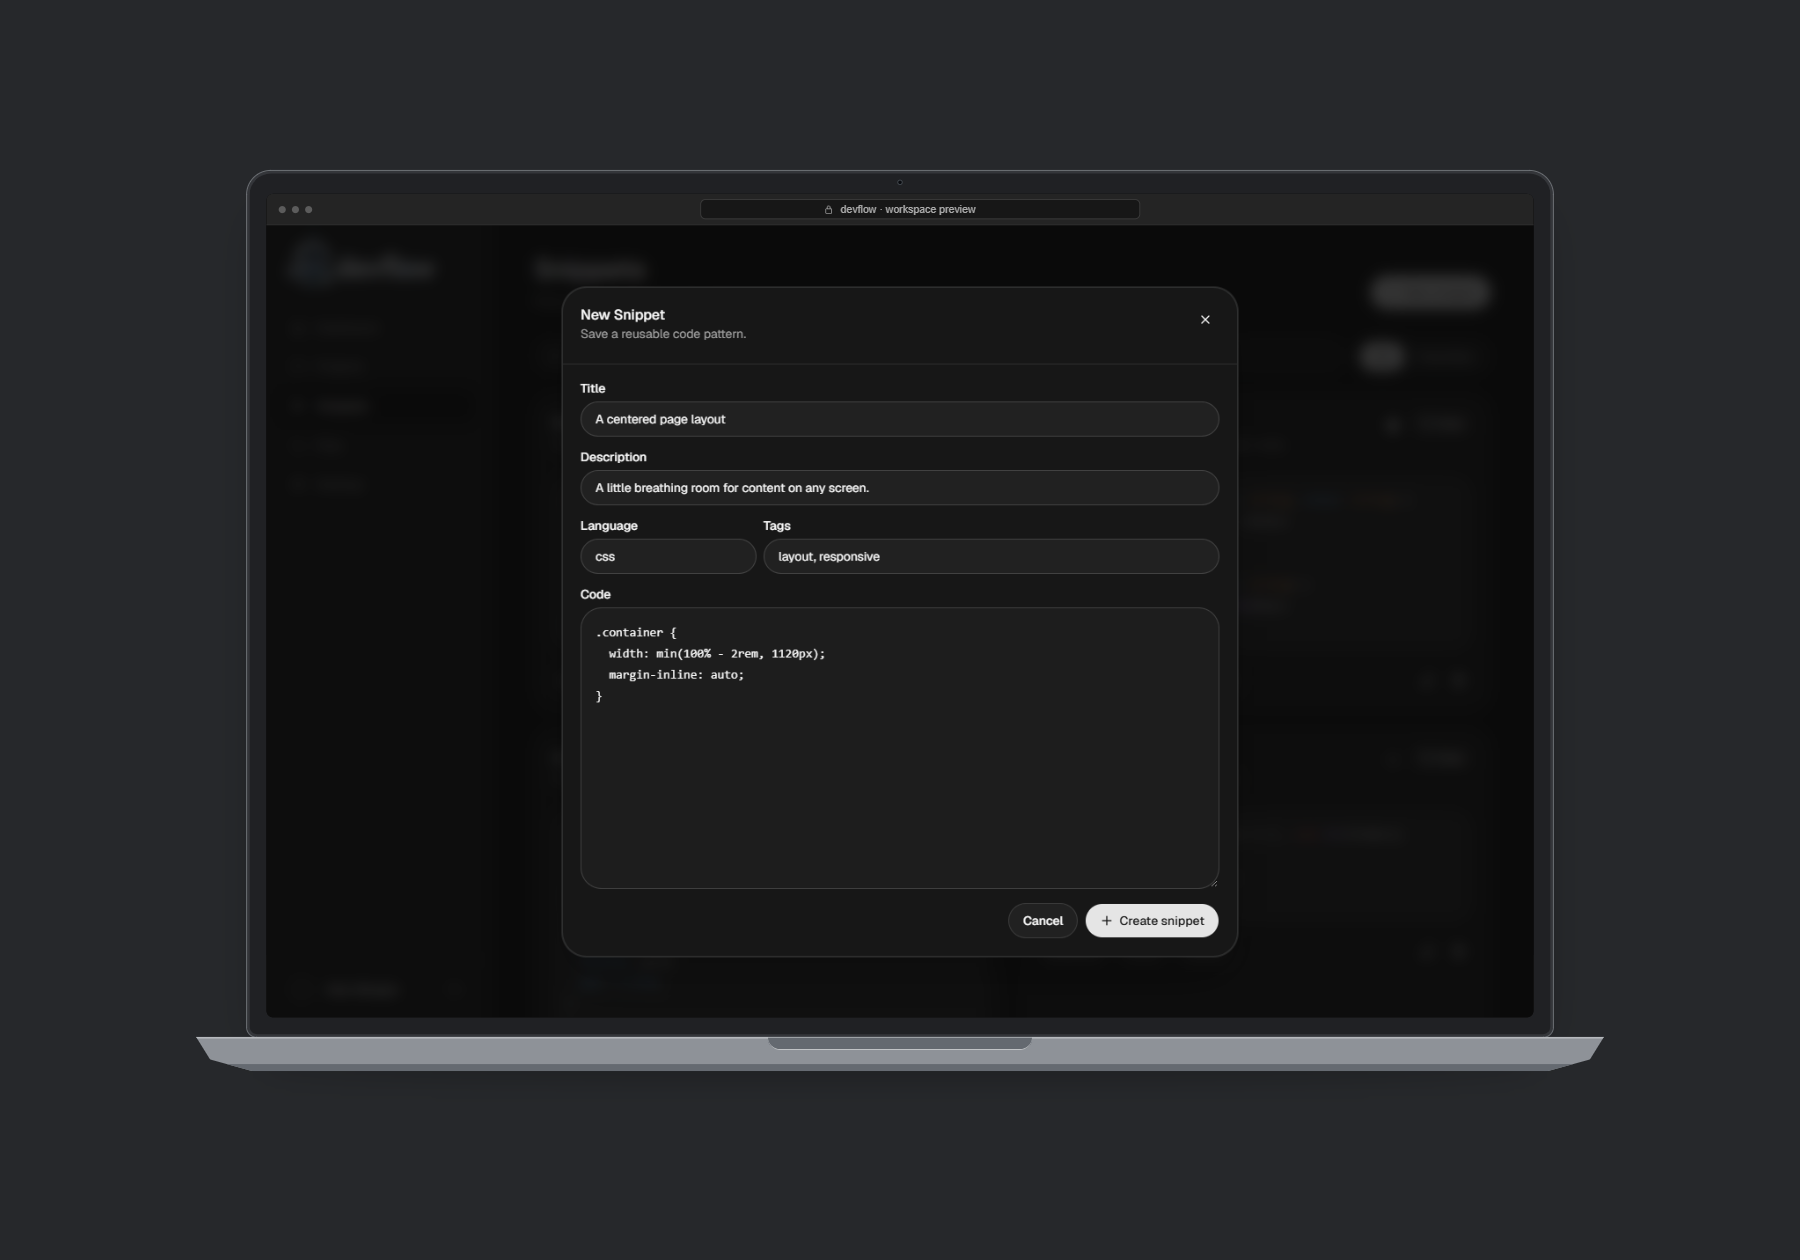 devflow · workspace preview
devflow
Snippets
New Snippet
Save a reusable code pattern.
Title
A centered page layout
Description
A little breathing room for content on any screen.
Language
Tags
css
layout, responsive
Code
.container {
  width: min(100% - 2rem, 1120px);
  margin-inline: auto;
}
Cancel
Create snippet